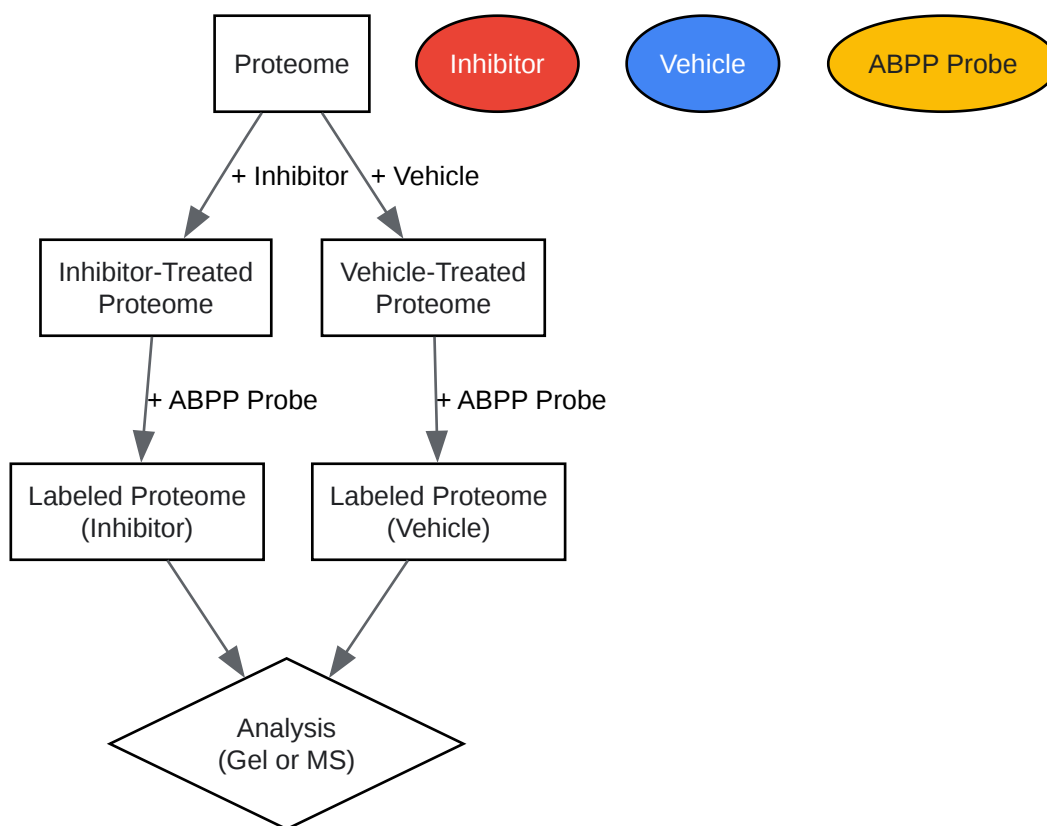 Proteome
Inhibitor
Vehicle
ABPP Probe
+ Inhibitor
+ Vehicle
Inhibitor-Treated
Proteome
Vehicle-Treated
Proteome
+ ABPP Probe
+ ABPP Probe
Labeled Proteome
(Inhibitor)
Labeled Proteome
(Vehicle)
Analysis
(Gel or MS)